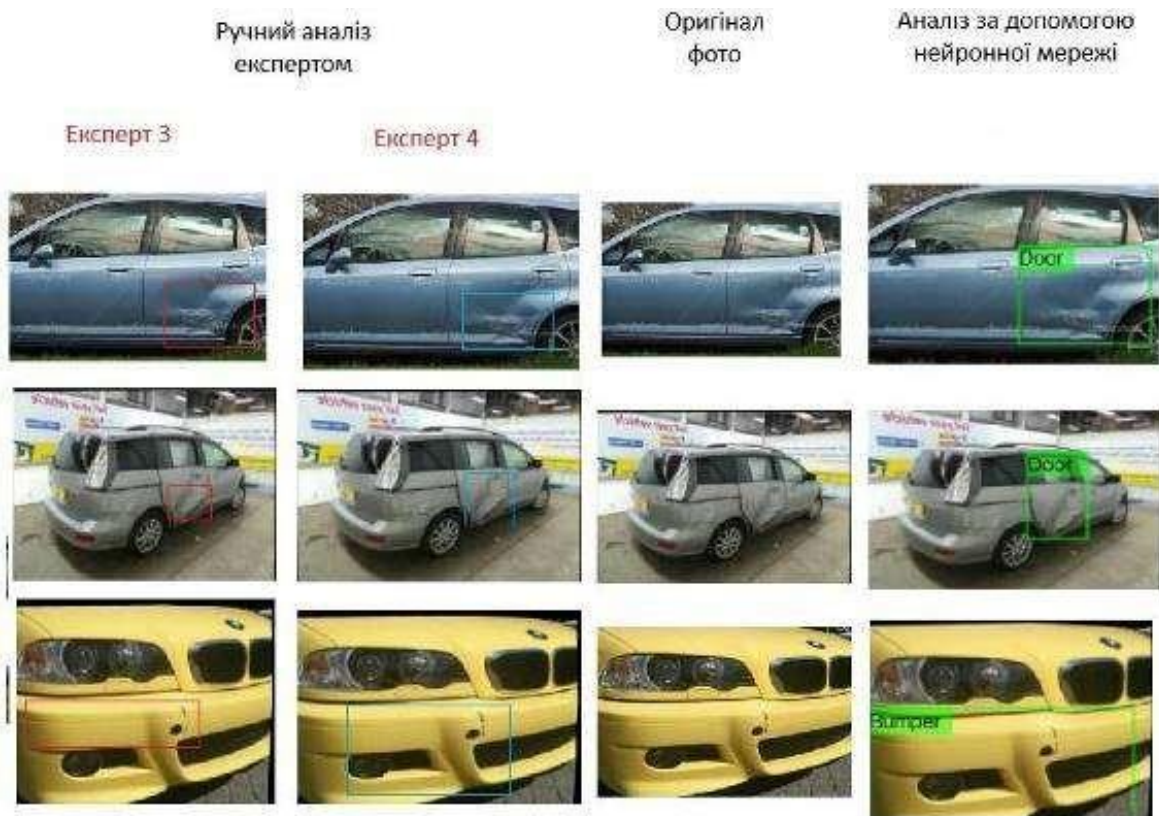 Ручний аналіз
експертом
Оригінал
фото
Аналіз за допомогою
нейронної мережі
Експерт 3
Експерт 4
Door
Door
Bumper